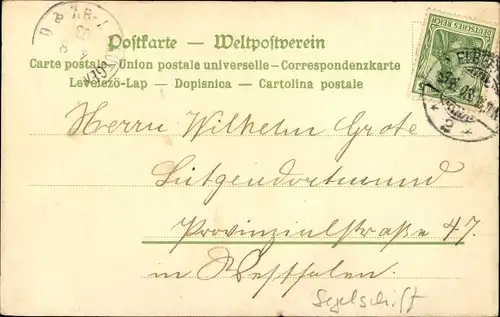 Postkarte — Weltpostverein
Carte postale — Union postale universelle — Correspondenzkarte
Levelező-Lap — Dopisnica — Cartolina postale
DEUTSCHES REICH
Herrn Wilhelm Grote
Lütgendortmund
Provinzialstraße 47.
in Westfalen.
Segelschiff